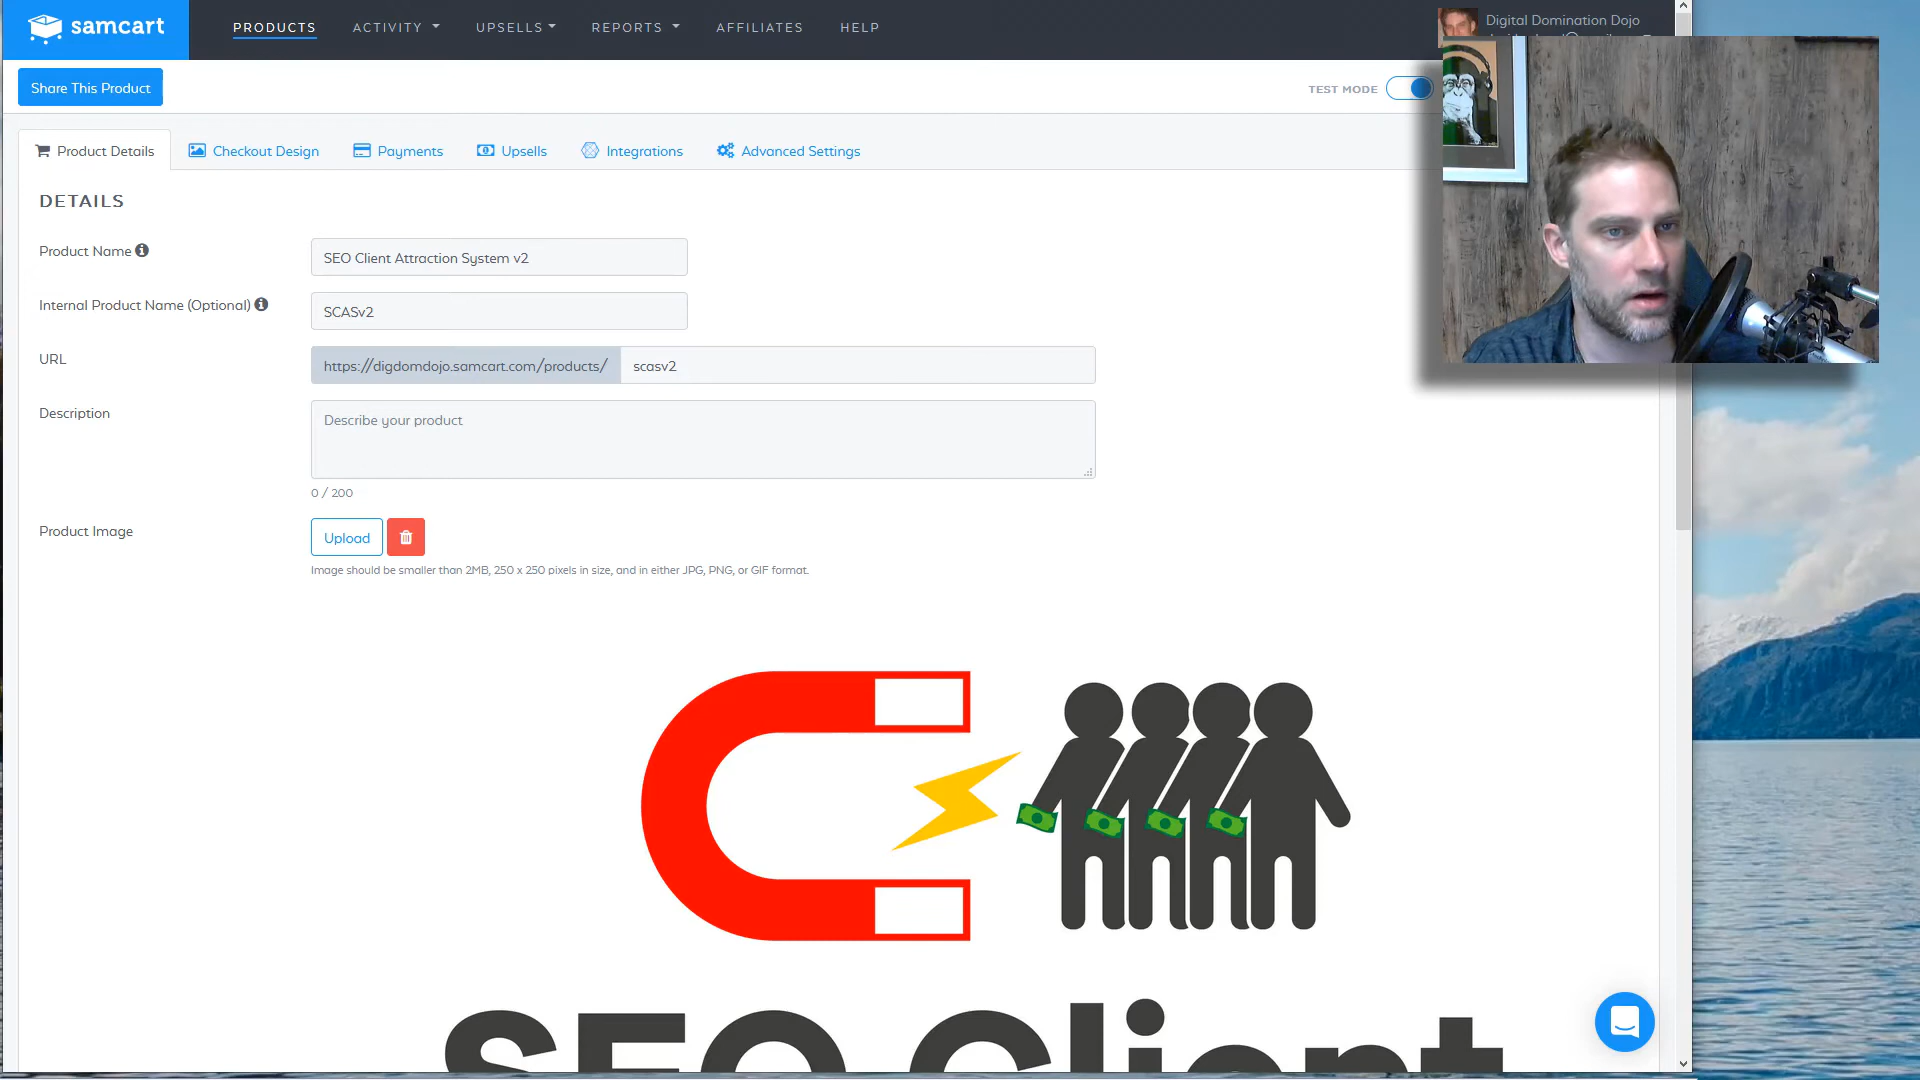 samcart
PRODUCTS
ACTIVITY
UPSELLS
REPORTS
AFFILIATES
HELP
Digital Domination Dojo
Share This Product
TEST MODE
Product Details
Checkout Design
Payments
Upsells
Integrations
Advanced Settings
DETAILS
Product Name
SEO Client Attraction System v2
Internal Product Name (Optional)
SCASv2
URL
https://digdomdojo.samcart.com/products/
scasv2
Description
Describe your product
0 / 200
Product Image
Upload
Image should be smaller than 2MB, 250 x 250 pixels in size, and in either JPG, PNG, or GIF format.
SEO Client